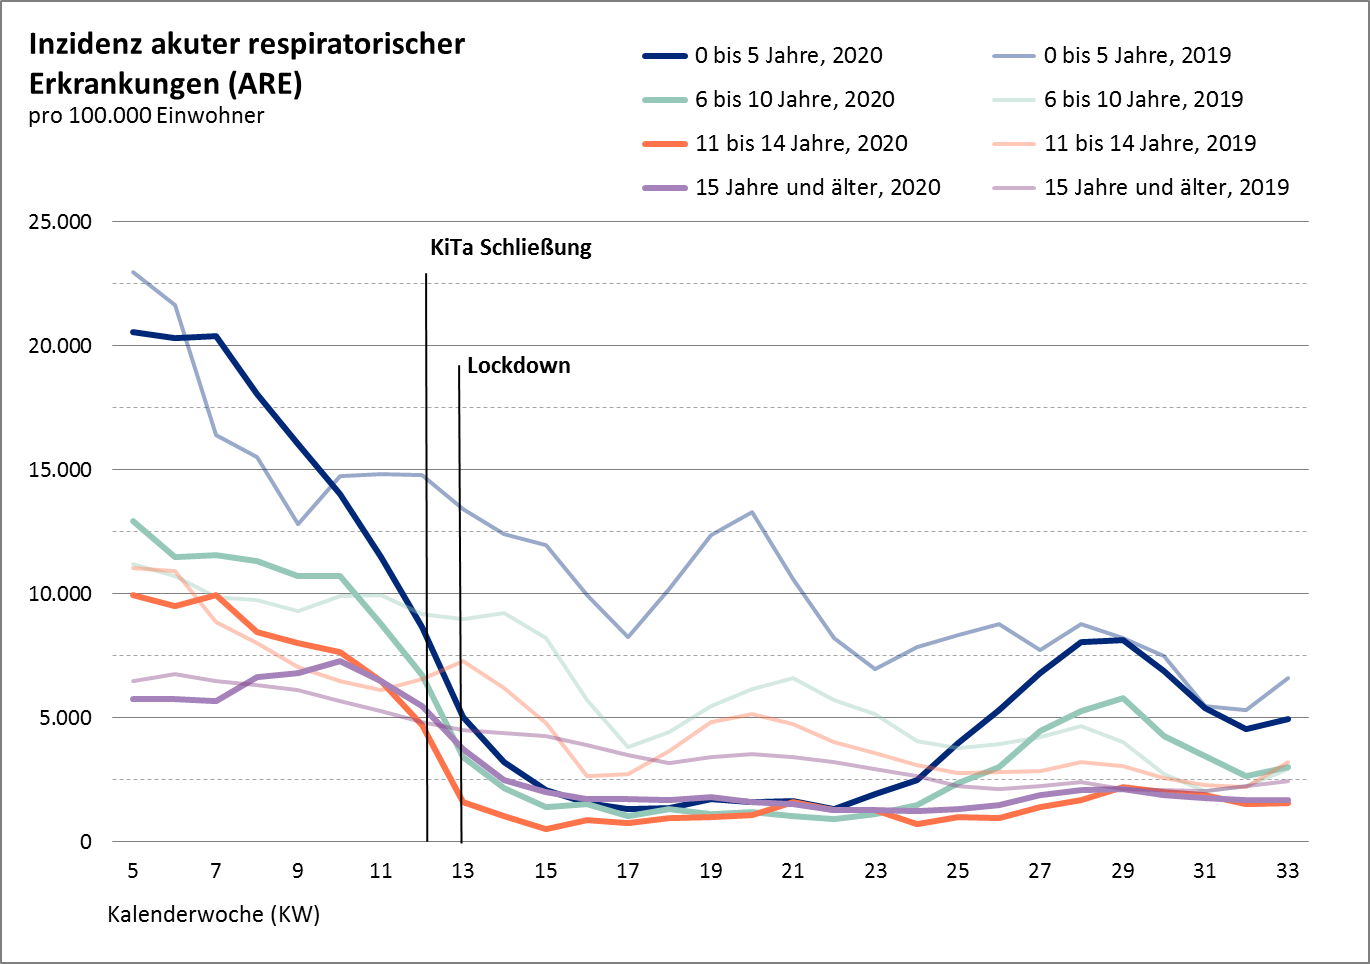 Inzidenz akuter respiratorischer
Erkrankungen (ARE)
pro 100.000 Einwohner
0 bis 5 Jahre, 2020
0 bis 5 Jahre, 2019
6 bis 10 Jahre, 2020
6 bis 10 Jahre, 2019
11 bis 14 Jahre, 2020
11 bis 14 Jahre, 2019
15 Jahre und älter, 2020
15 Jahre und älter, 2019
25.000
KiTa Schließung
20.000
Lockdown
15.000
10.000
5.000
0
5 7 9 11 13 15 17 19 21 23 25 27 29 31 33
Kalenderwoche (KW)